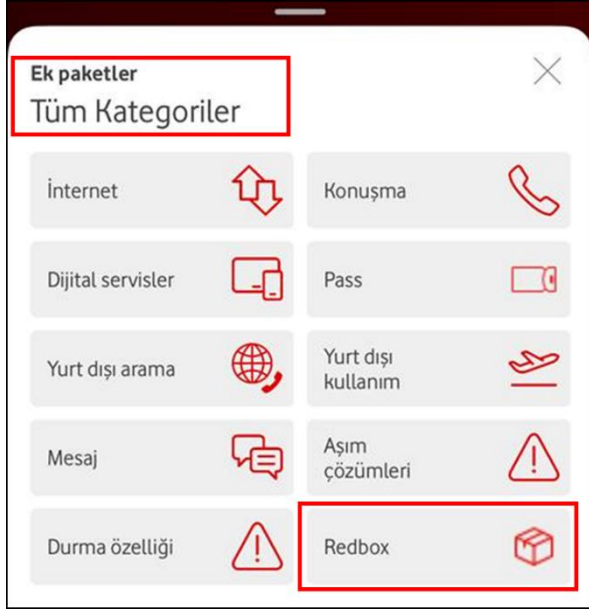 Ek paketler
Tüm Kategoriler
İnternet
Konuşma
Dijital servisler
Pass
Yurt dışı arama
Yurt dışı
kullanım
Mesaj
Aşım
çözümleri
Durma özelliği
Redbox